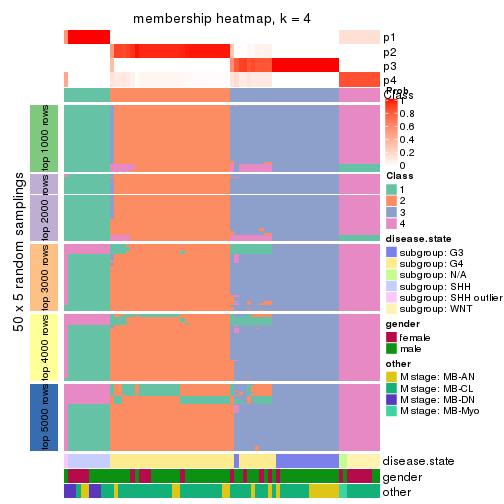 membership heatmap, k = 4
p1
p2
p3
p4
Class
Prob
0.8
0.6
0.4
0.2
0
Class
1
2
3
4
disease.state
subgroup: G3
subgroup: G4
subgroup: N/A
subgroup: SHH
subgroup: SHH outlier
subgroup: WNT
gender
female
male
other
M stage: MB-AN
M stage: MB-CL
M stage: MB-DN
M stage: MB-Myo
50 x 5 random samplings
top 1000 rows
top 2000 rows
top 3000 rows
top 4000 rows
top 5000 rows
disease.state
gender
other